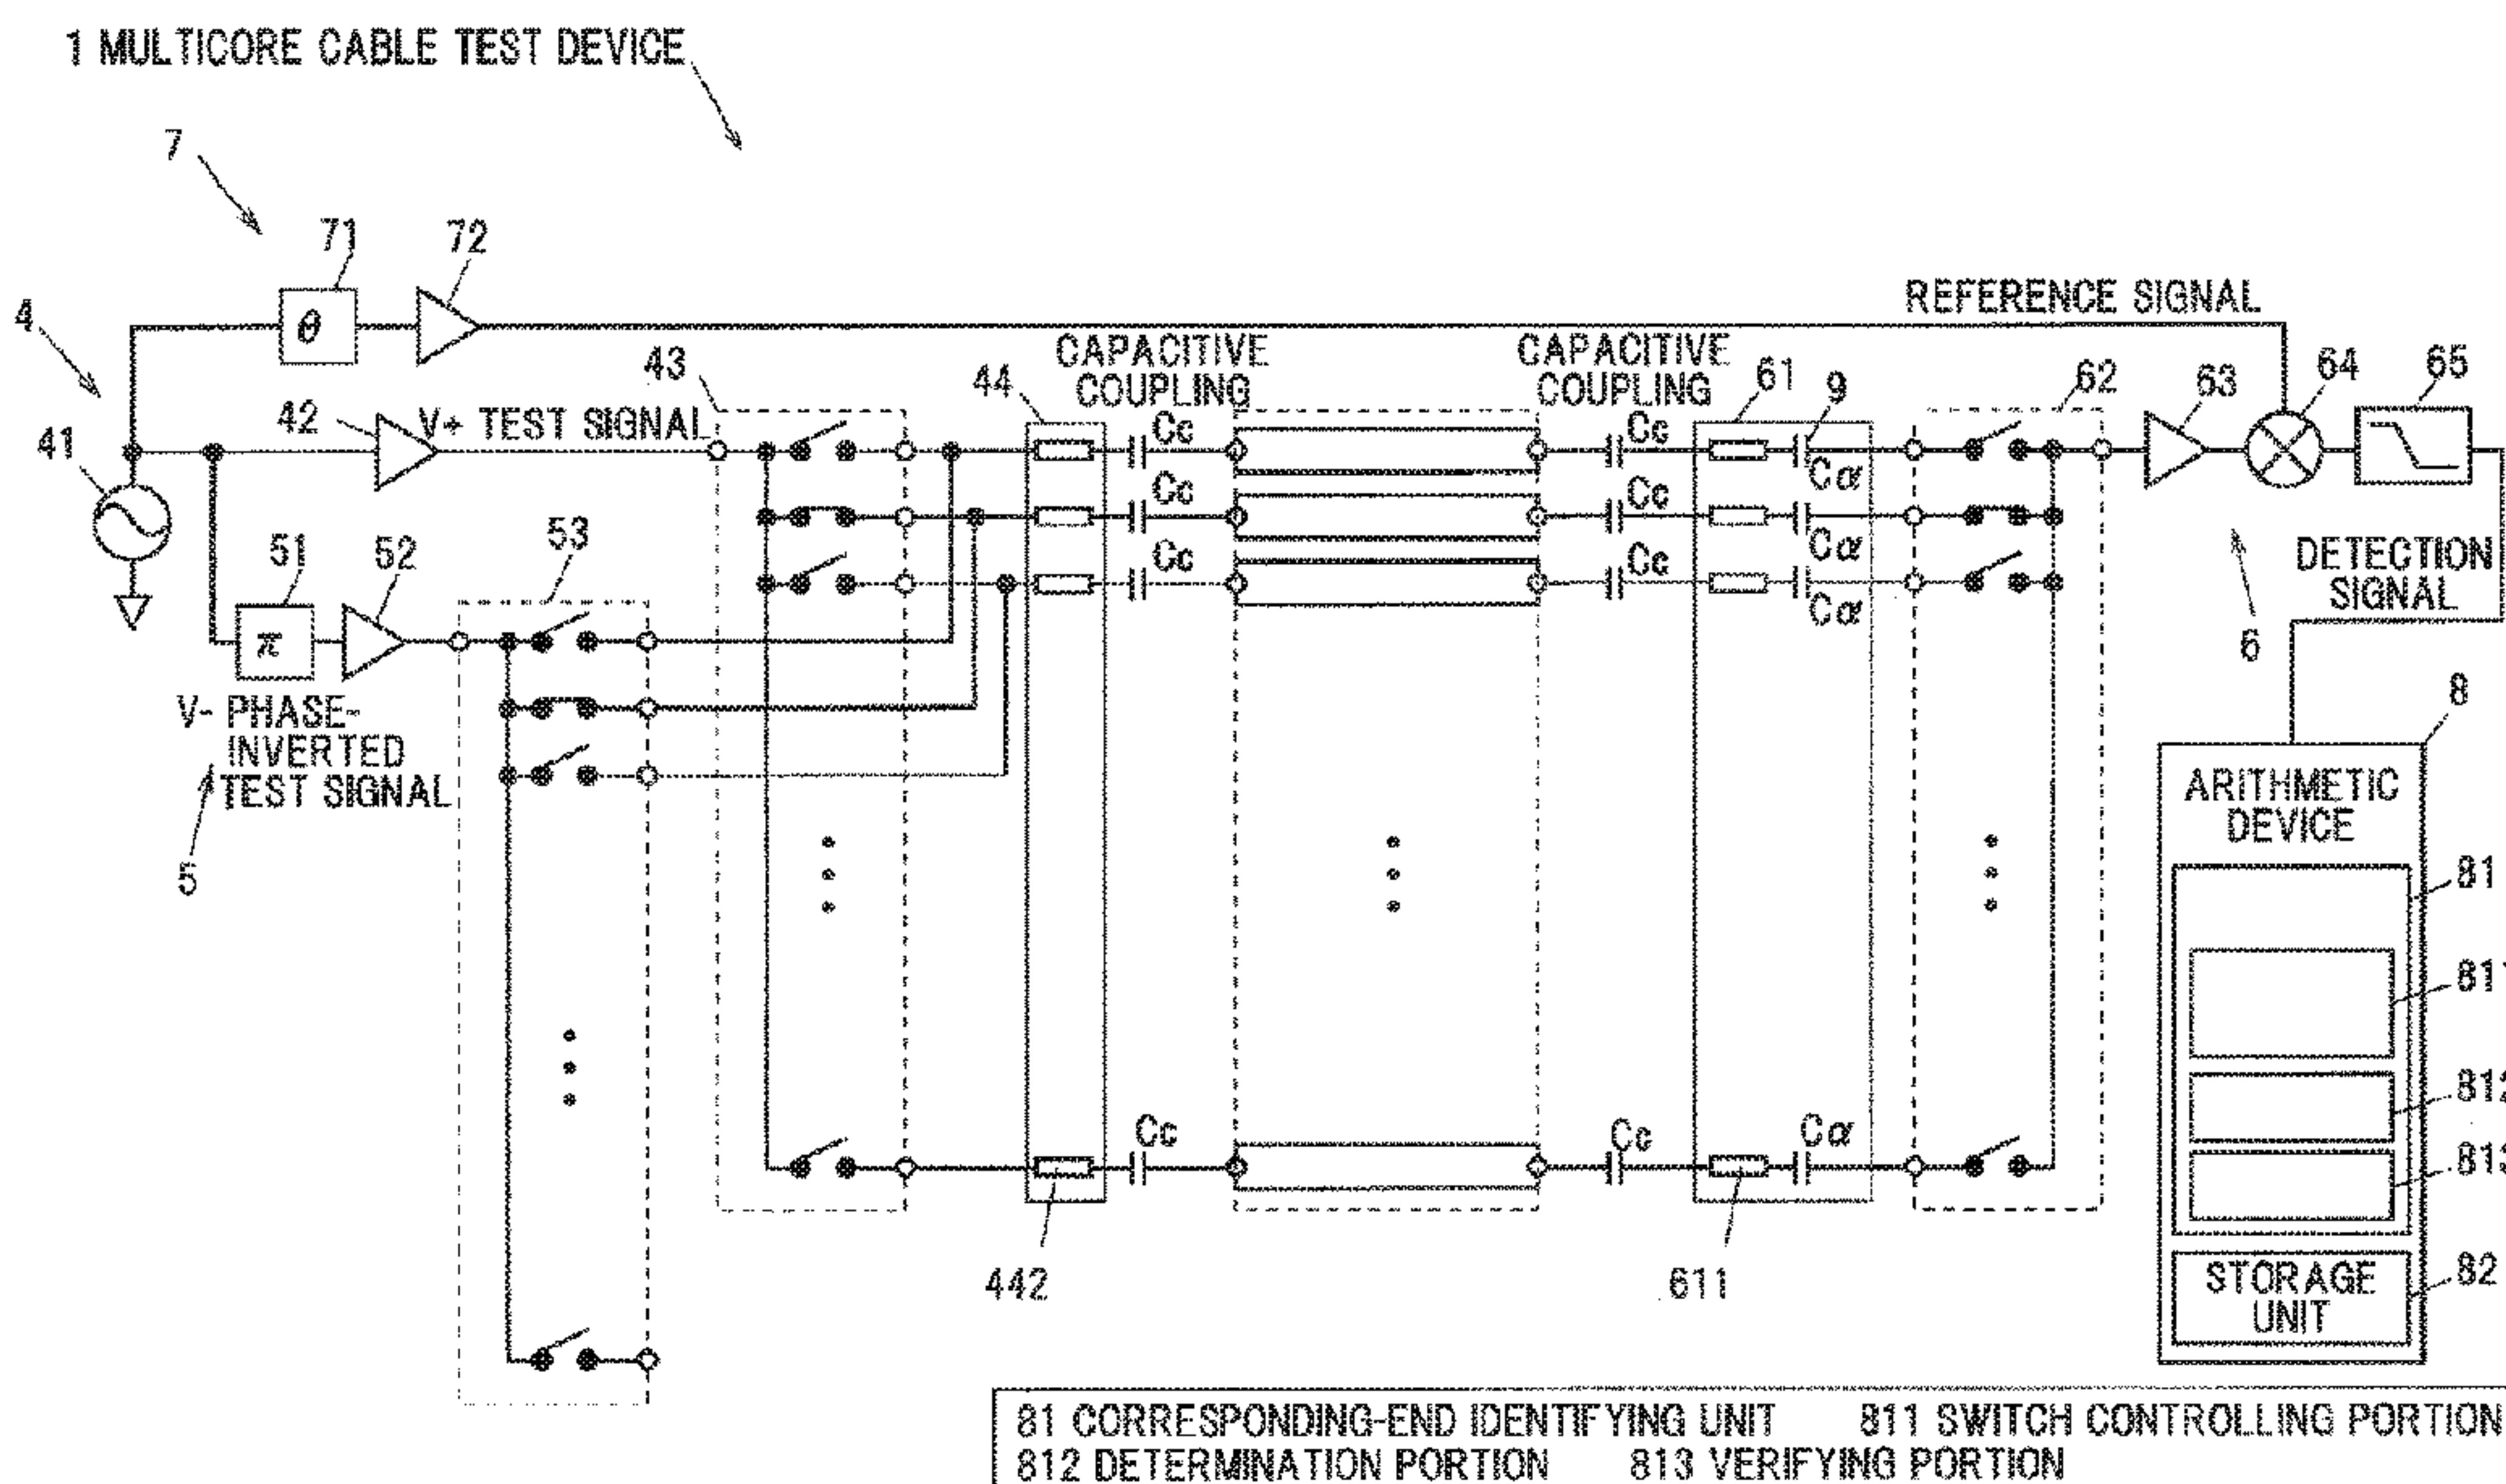 1 MULTICORE CABLE TEST DEVICE
7
71
72
4
θ
REFERENCE SIGNAL
43
44
CAPACITIVE
COUPLING
CAPACITIVE
COUPLING
61
9
62
63
64
65
42
V+ TEST SIGNAL
41
Cc
Cc
Cα
Cc
Cc
Cα
Cc
Cc
Cα
51
52
53
π
DETECTION
SIGNAL
6
V- PHASE-
INVERTED
TEST SIGNAL
5
8
ARITHMETIC
DEVICE
81
811
812
813
Cc
Cc
Cα
442
611
STORAGE
UNIT
82
81 CORRESPONDING-END IDENTIFYING UNIT 811 SWITCH CONTROLLING PORTION
812 DETERMINATION PORTION 813 VERIFYING PORTION